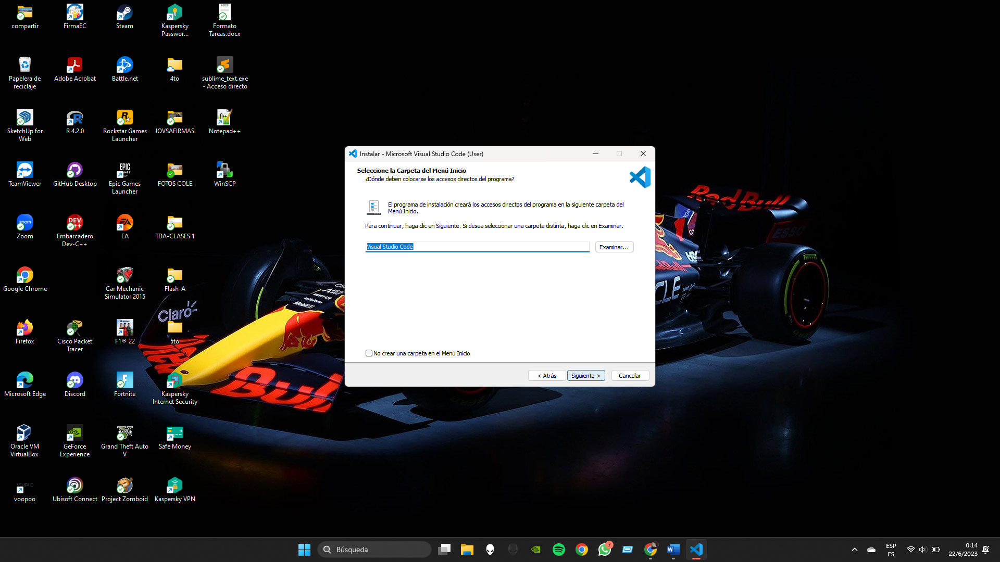 compartir
FirmaEC
Steam
Kaspersky
Passwor...
Formato
Tareas.docx
Papelera de
reciclaje
Adobe Acrobat
Battle.net
4to
sublime_text.exe
- Acceso directo
SketchUp for
Web
R 4.2.0
Rockstar Games
Launcher
JOVSAFIRMAS
Notepad++
TeamViewer
GitHub Desktop
Epic Games
Launcher
FOTOS COLE
WinSCP
Zoom
Embarcadero
Dev-C++
EA
TDA-CLASES 1
Google Chrome
Car Mechanic
Simulator 2015
Flash-A
Firefox
Cisco Packet
Tracer
F1® 22
5to
Microsoft Edge
Discord
Fortnite
Kaspersky
Internet Security
Oracle VM
VirtualBox
GeForce
Experience
Grand Theft Auto
V
Safe Money
voopoo
Ubisoft Connect
Project Zomboid
Kaspersky VPN
Instalar - Microsoft Visual Studio Code (User)
Seleccione la Carpeta del Menú Inicio
¿Dónde deben colocarse los accesos directos del programa?
El programa de instalación creará los accesos directos del programa en la siguiente carpeta del
Menú Inicio.
Para continuar, haga clic en Siguiente. Si desea seleccionar una carpeta distinta, haga clic en Examinar.
Visual Studio Code
Examinar...
No crear una carpeta en el Menú Inicio
< Atrás
Siguiente >
Cancelar
Claro
Red Bull
ESSO
Bull
Búsqueda
7
ESP
ES
0:14
22/6/2023